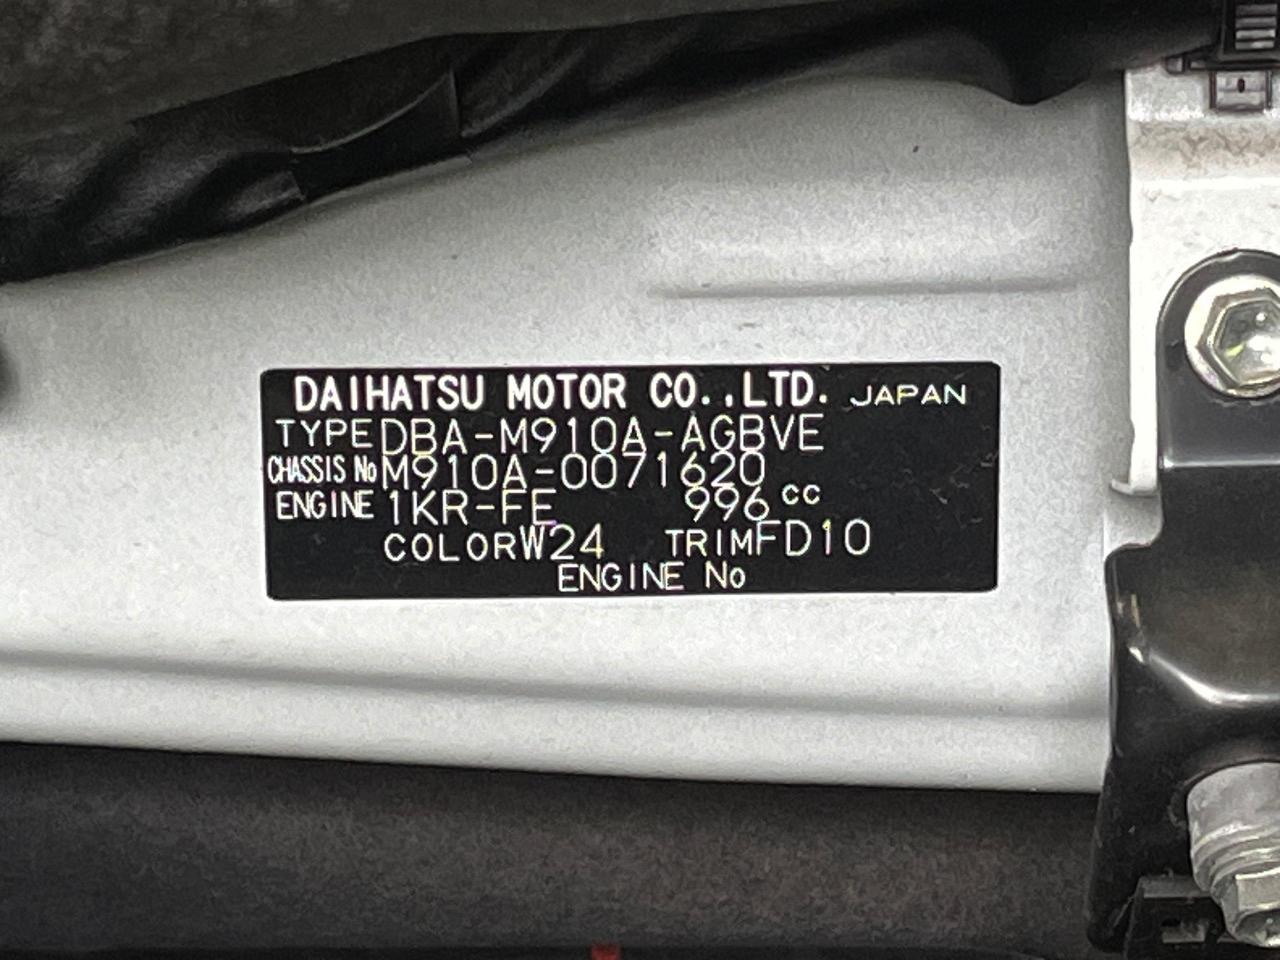 DAIHATSU MOTOR CO.,LTD. JAPAN
TYPE DBA-M910A-AGBVE
CHASSIS No M910A-0071620
ENGINE 1KR-FE 996 cc
COLOR W24 TRIM FD10
ENGINE No